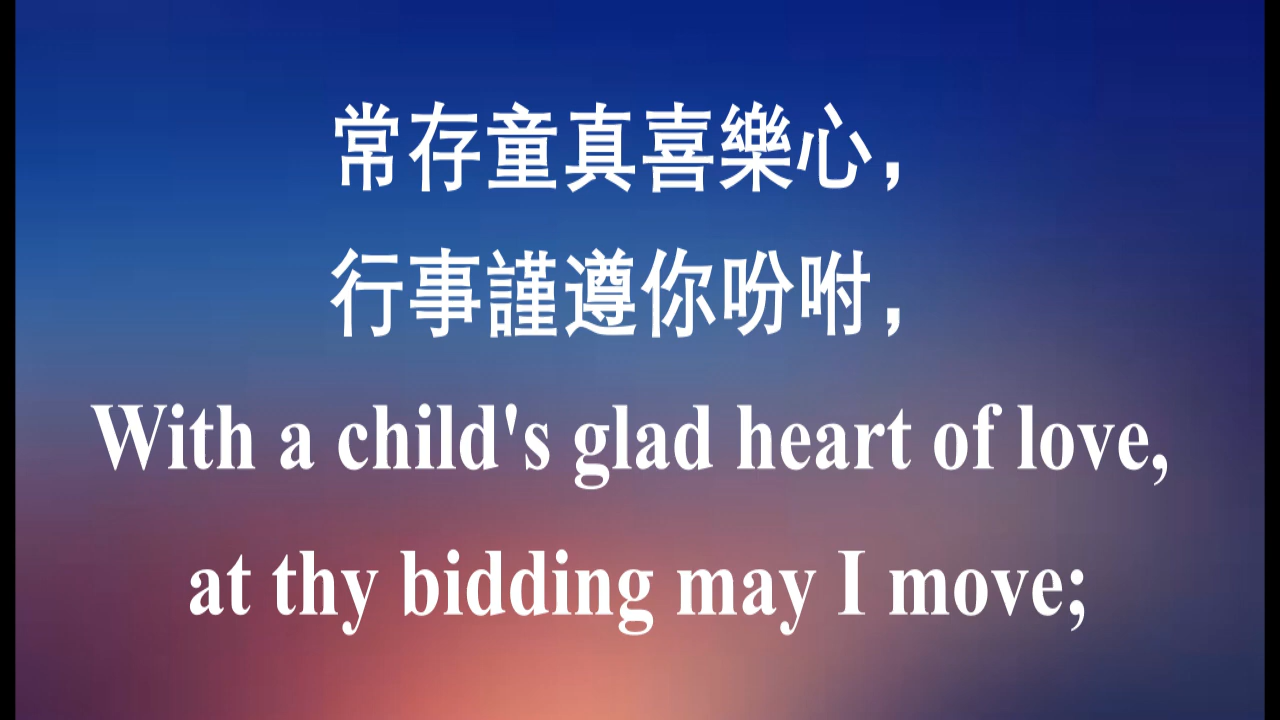 常存童真喜樂心，
行事謹遵你吩咐，
With a child's glad heart of love,
at thy bidding may I move;